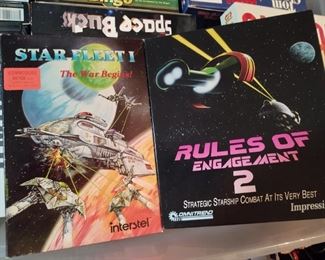 Space Bucks
STAR FLEET I
The War Begins!
COMMODORE
interstel
RULES OF
ENGAGEMENT
2
STRATEGIC STARSHIP COMBAT AT ITS VERY BEST
OMNITREND
Impressi